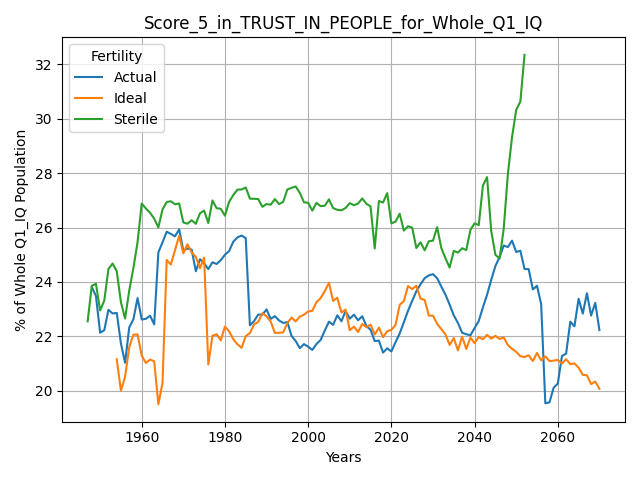 Score_5_in_TRUST_IN_PEOPLE_for_Whole_Q1_IQ
Fertility
Actual
Ideal
Sterile
% of Whole Q1_IQ Population
32
30
28
26
24
22
20
1960
1980
2000
2020
2040
2060
Years